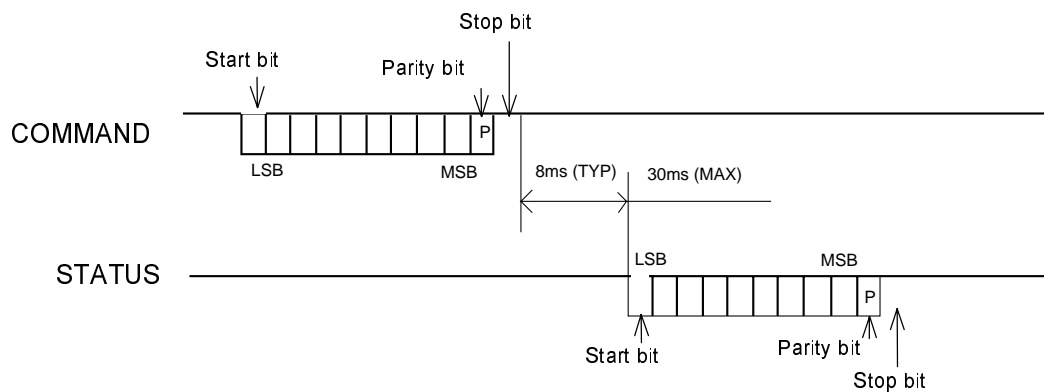 Stop bit
Start bit
Parity bit
COMMAND
P
LSB
MSB
8ms (TYP)
30ms (MAX)
STATUS
LSB
MSB
P
Start bit
Parity bit
Stop bit